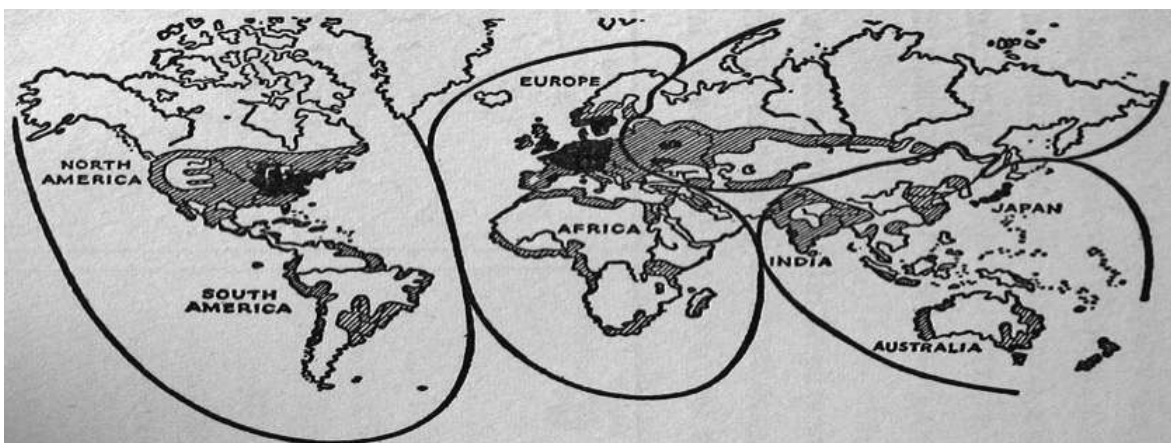 EUROPE
NORTH
AMERICA
AFRICA
JAPAN
INDIA
SOUTH
AMERICA
AUSTRALIA